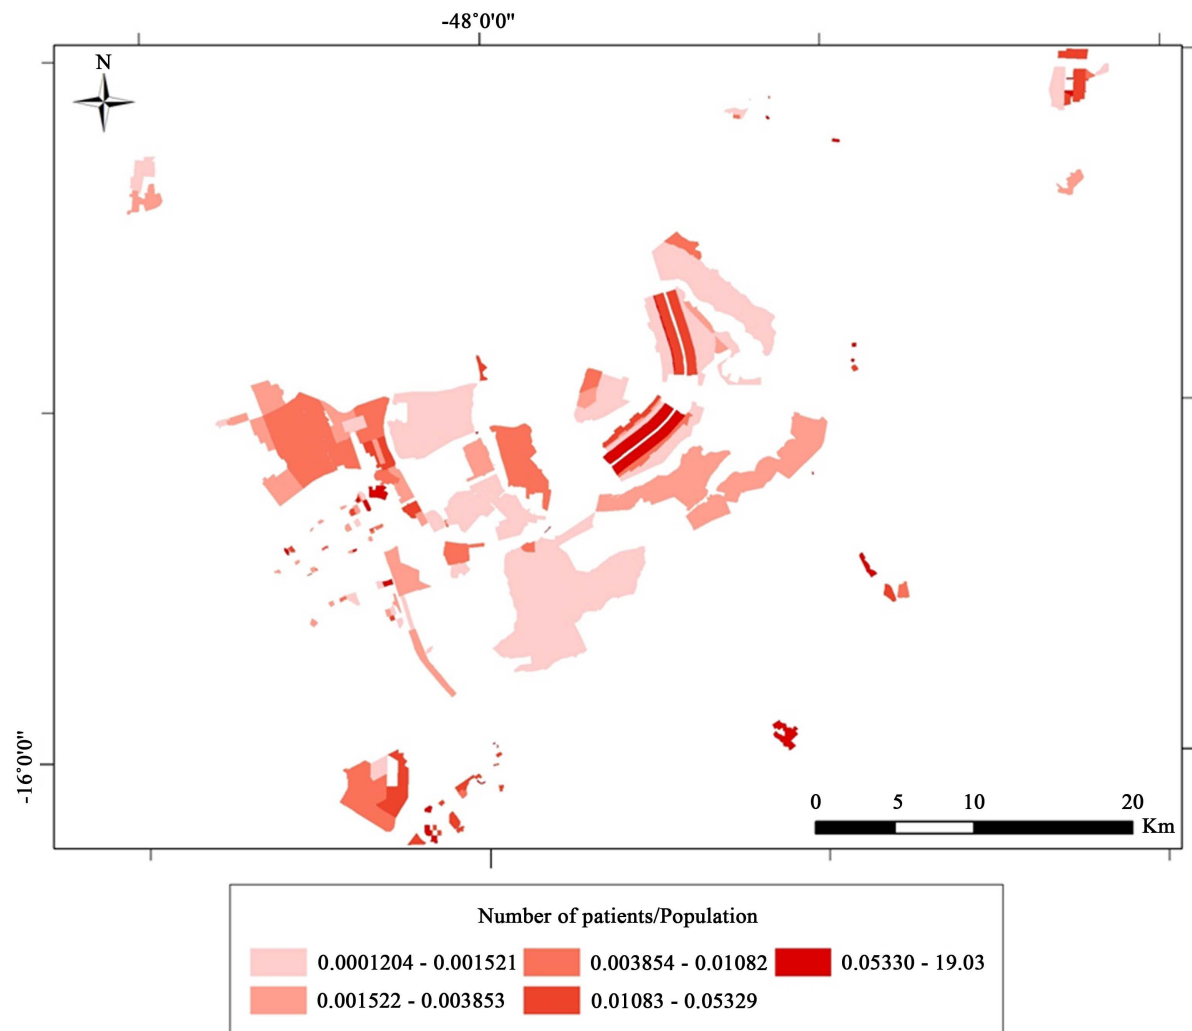 -48°0'0"
N
-16°0'0"
0 5 10 20
Km
Number of patients/Population
0.0001204 - 0.001521 0.003854 - 0.01082 0.05330 - 19.03
0.001522 - 0.003853 0.01083 - 0.05329